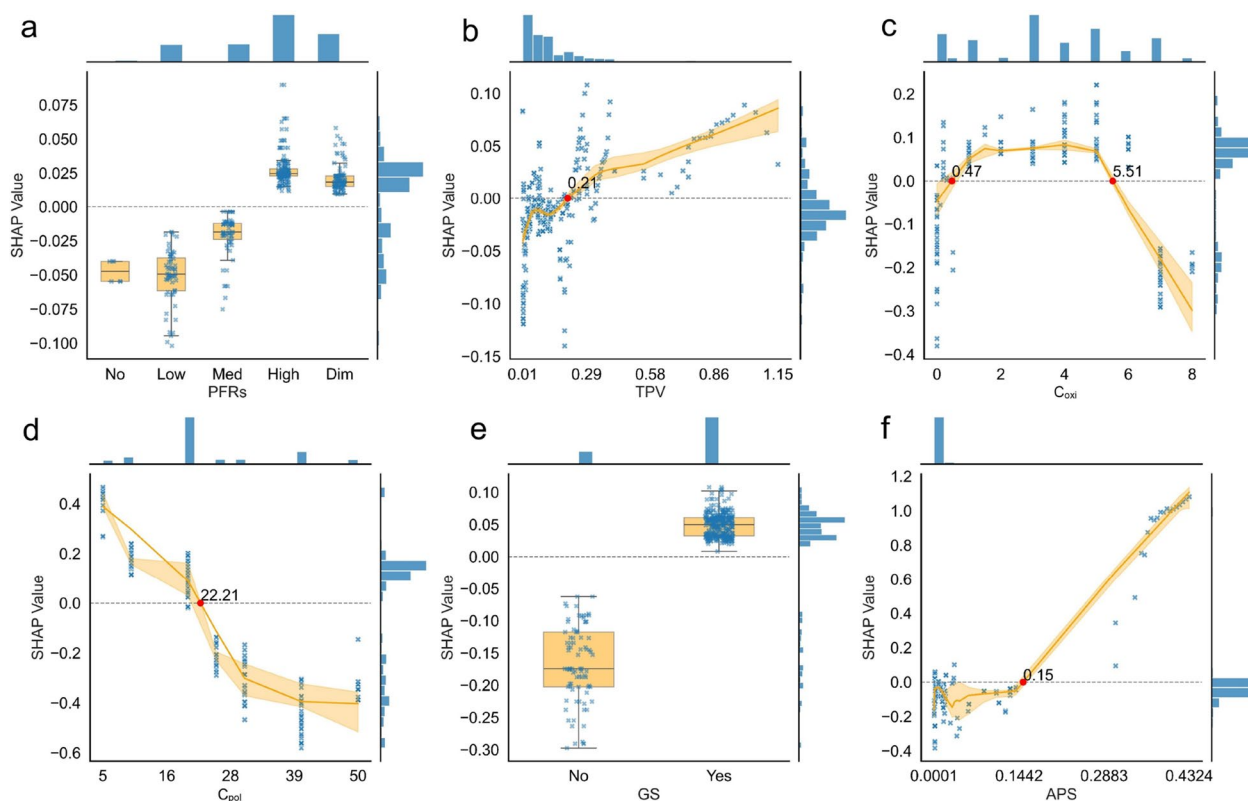 a
0.075
0.050
0.025
0.000
−0.025
−0.050
−0.075
−0.100
SHAP Value
No Low Med High Dim
PFRs
b
0.10
0.05
0.00
−0.05
−0.10
−0.15
SHAP Value
0.21
0.01 0.29 0.58 0.86 1.15
TPV
c
0.2
0.1
0.0
−0.1
−0.2
−0.3
−0.4
SHAP Value
0.47 5.51
0 2 4 6 8
Coxi
d
0.4
0.2
0.0
−0.2
−0.4
−0.6
SHAP Value
22.21
5 16 28 39 50
Cpol
e
0.10
0.05
0.00
−0.05
−0.10
−0.15
−0.20
−0.25
−0.30
SHAP Value
No Yes
GS
f
1.2
1.0
0.8
0.6
0.4
0.2
0.0
−0.2
−0.4
SHAP Value
0.15
0.0001 0.1442 0.2883 0.4324
APS